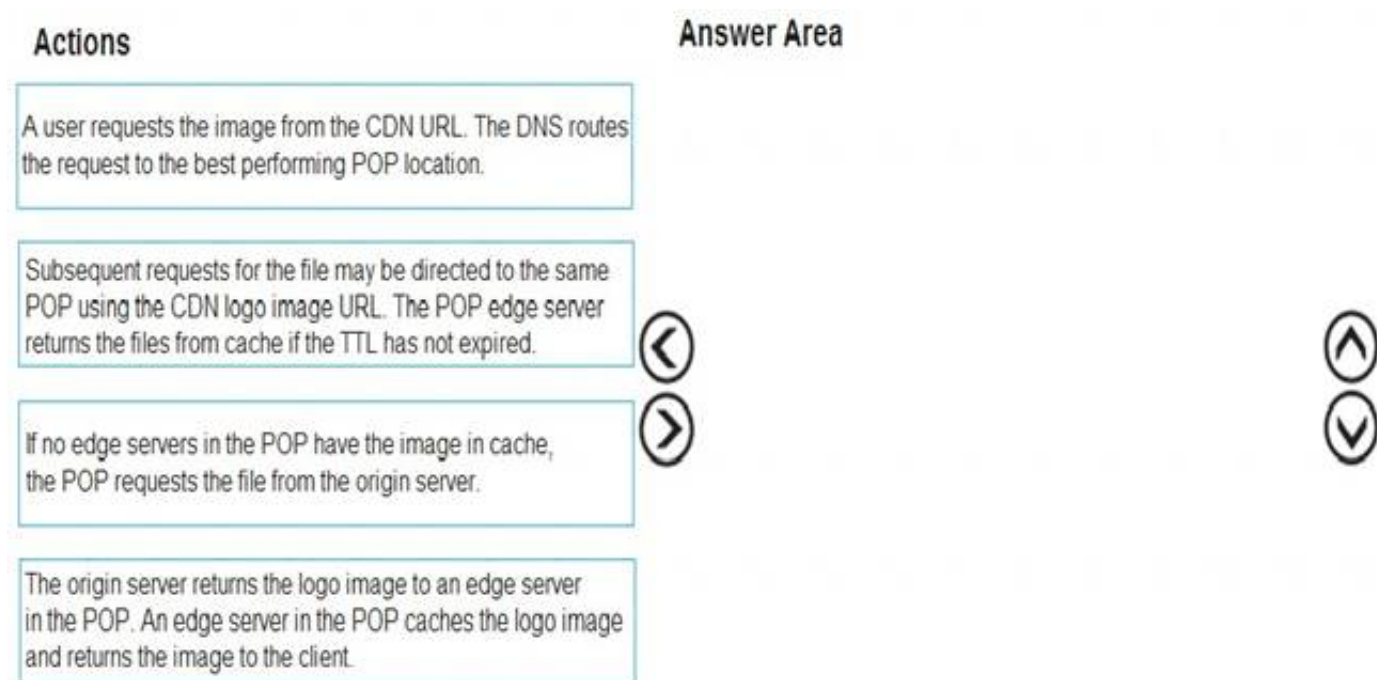 Actions
Answer Area
A user requests the image from the CDN URL. The DNS routes
the request to the best performing POP location.
Subsequent requests for the file may be directed to the same
POP using the CDN logo image URL. The POP edge server
returns the files from cache if the TTL has not expired.
If no edge servers in the POP have the image in cache,
the POP requests the file from the origin server.
The origin server returns the logo image to an edge server
in the POP. An edge server in the POP caches the logo image
and returns the image to the client.